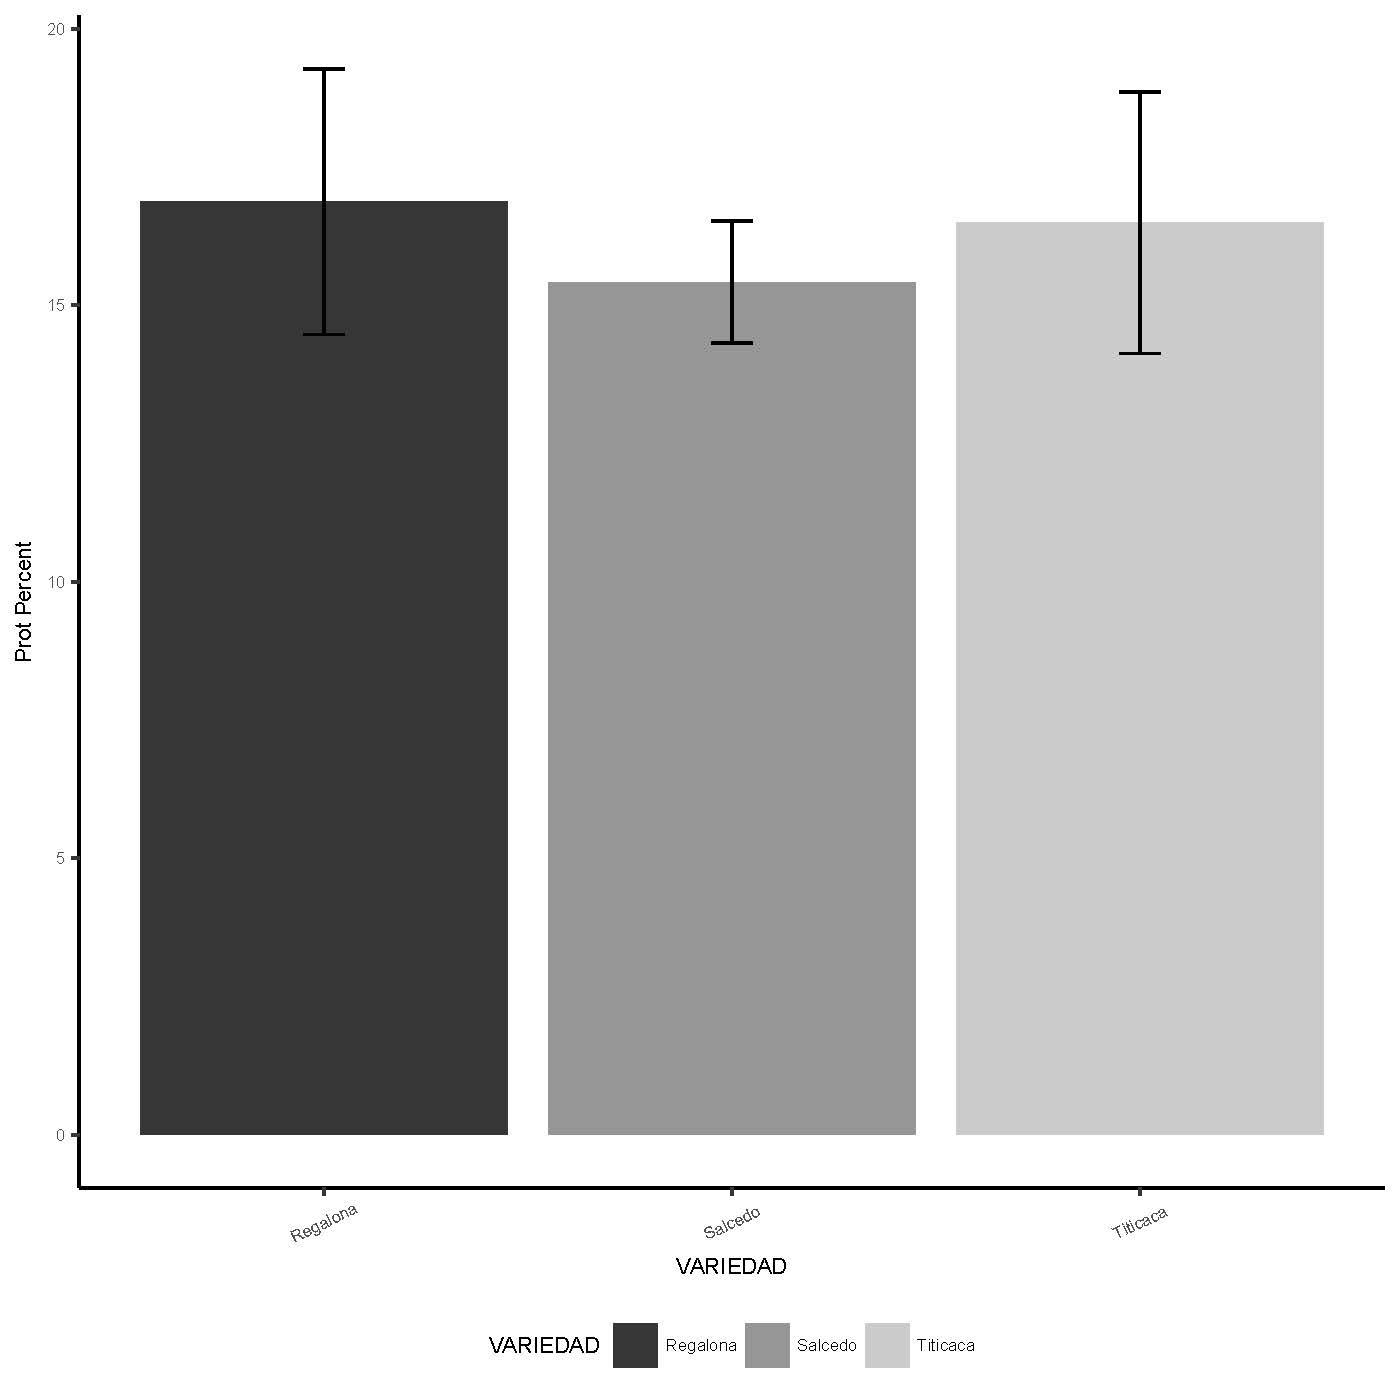 20
15
10
5
0
Prot Percent
Regalona
Salcedo
Titicaca
VARIEDAD
VARIEDAD Regalona Salcedo Titicaca